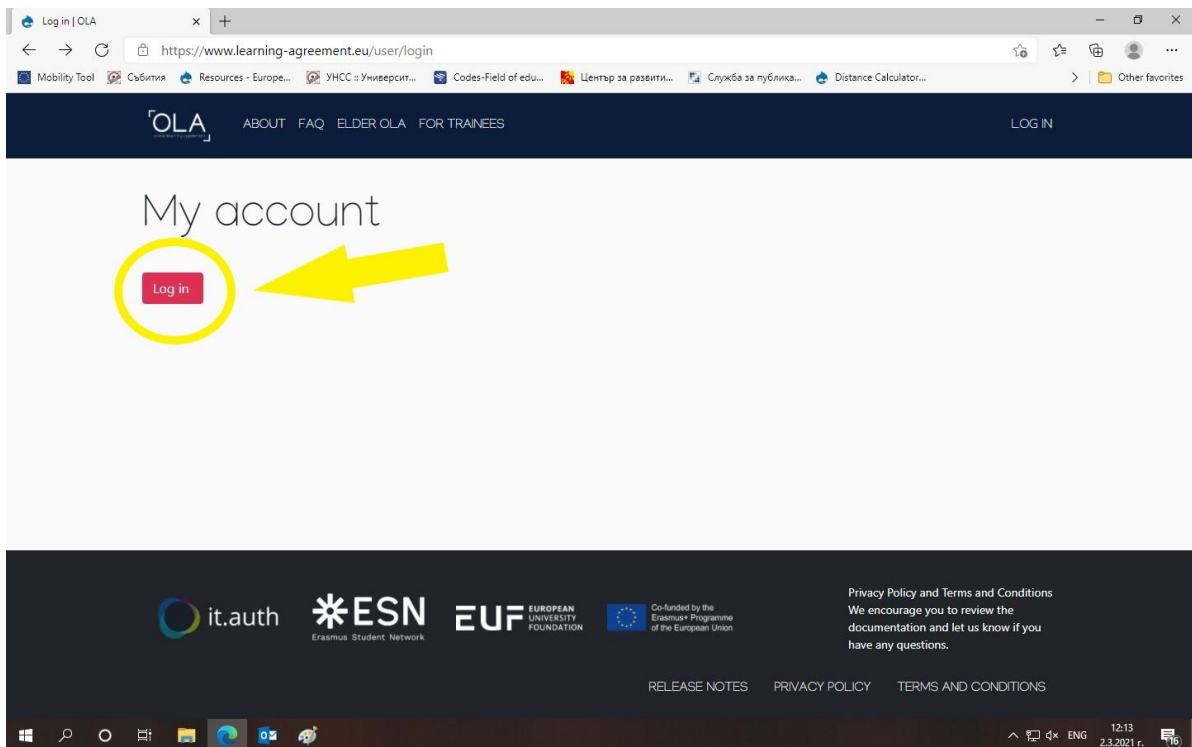 Log in | OLA
https://www.learning-agreement.eu/user/login
Mobility Tool Събития Resources - Europe... УНСС :: Университ... Codes-Field of edu... Център за развити... Служба за публика... Distance Calculator... Other favorites
OLA ABOUT FAQ ELDER OLA FOR TRAINEES LOG IN
My account
Log in
it.auth
ESN
Erasmus Student Network
EUF EUROPEAN
UNIVERSITY
FOUNDATION
Co-funded by the
Erasmus+ Programme
of the European Union
Privacy Policy and Terms and Conditions
We encourage you to review the
documentation and let us know if you
have any questions.
RELEASE NOTES PRIVACY POLICY TERMS AND CONDITIONS
ENG
12:13
2.3.2021 г.
16